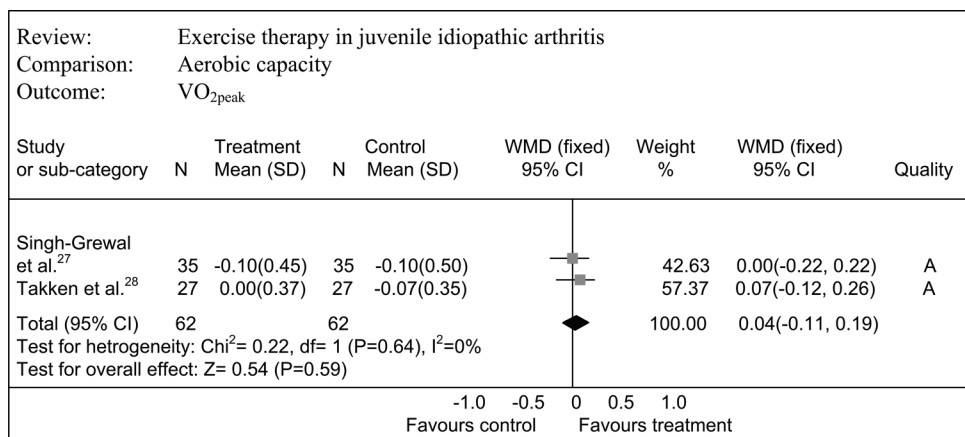 Review: Exercise therapy in juvenile idiopathic arthritis
Comparison: Aerobic capacity
Outcome: VO2peak
Study Treatment Control WMD (fixed) Weight WMD (fixed)
or sub-category N Mean (SD) N Mean (SD) 95% CI % 95% CI Quality
Singh-Grewal
et al.27 35 -0.10(0.45) 35 -0.10(0.50) 42.63 0.00(-0.22, 0.22) A
Takken et al.28 27 0.00(0.37) 27 -0.07(0.35) 57.37 0.07(-0.12, 0.26) A
Total (95% CI) 62 62 100.00 0.04(-0.11, 0.19)
Test for hetrogeneity: Chi2= 0.22, df= 1 (P=0.64), I2=0%
Test for overall effect: Z= 0.54 (P=0.59)
-1.0 -0.5 0 0.5 1.0
Favours control Favours treatment